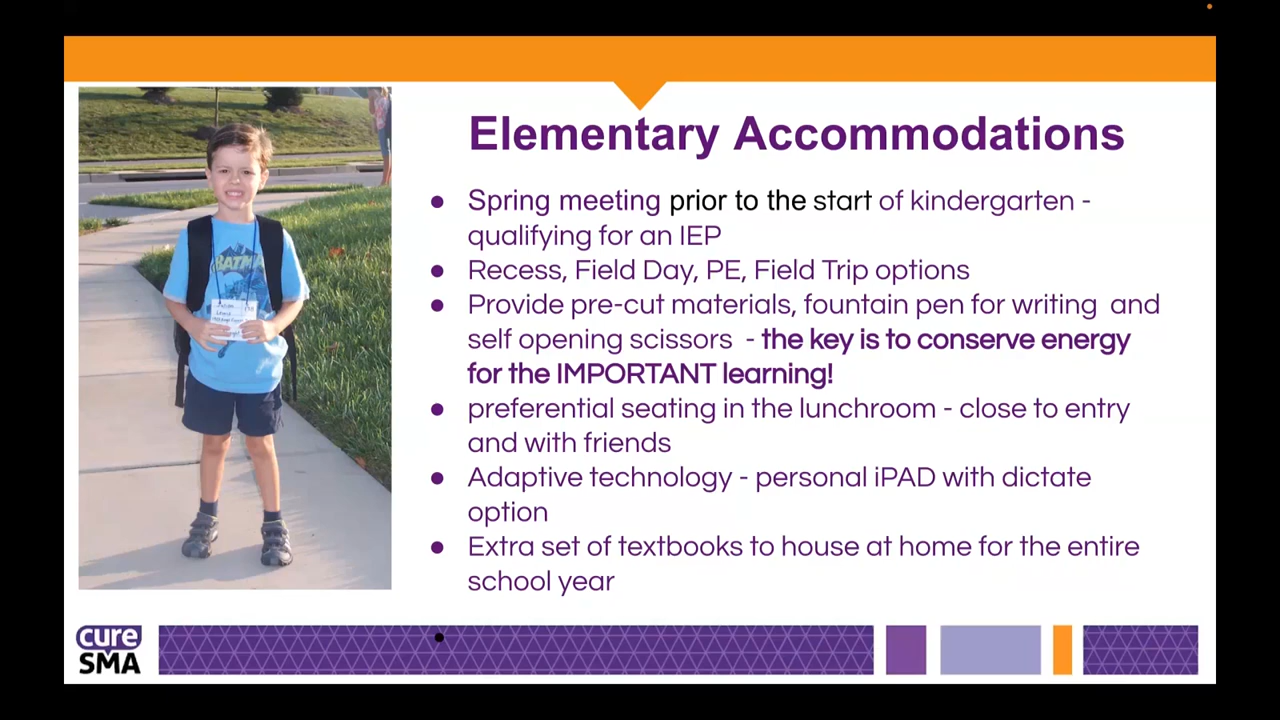 Elementary Accommodations
● Spring meeting prior to the start of kindergarten -
qualifying for an IEP
● Recess, Field Day, PE, Field Trip options
● Provide pre-cut materials, fountain pen for writing and
self opening scissors - the key is to conserve energy
for the IMPORTANT learning!
● preferential seating in the lunchroom - close to entry
and with friends
● Adaptive technology - personal iPAD with dictate
option
● Extra set of textbooks to house at home for the entire
school year
BATMA
cure
SMA